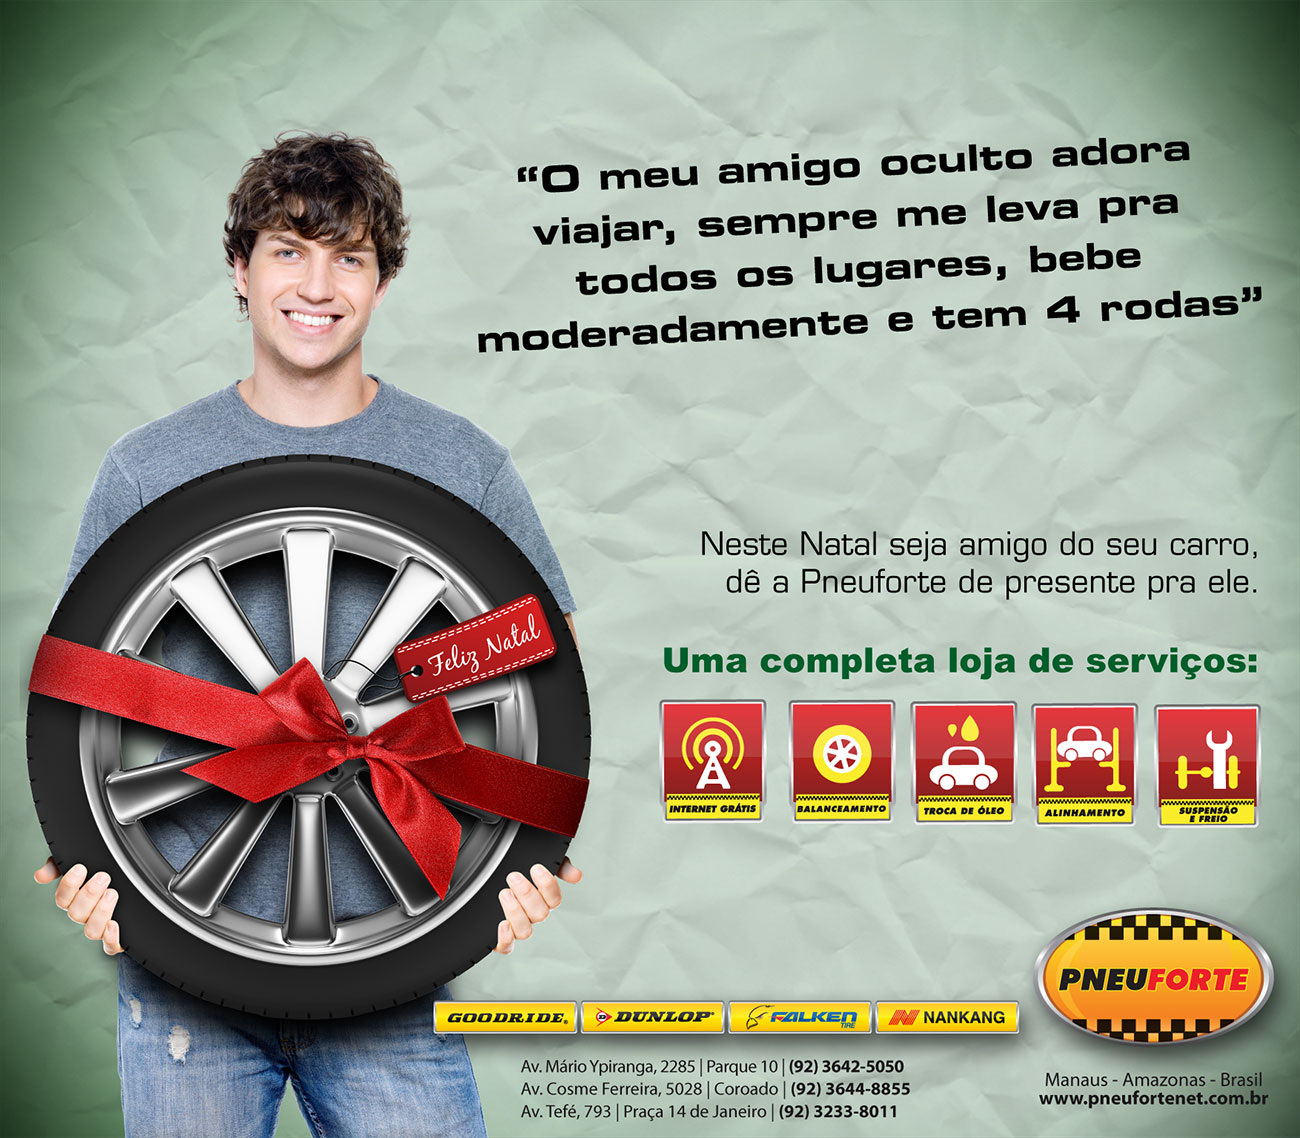 “O meu amigo oculto adora
viajar, sempre me leva pra
todos os lugares, bebe
moderadamente e tem 4 rodas”
Feliz Natal
Neste Natal seja amigo do seu carro,
dê a Pneuforte de presente pra ele.
Uma completa loja de serviços:
INTERNET GRÁTIS
BALANCEAMENTO
TROCA DE ÓLEO
ALINHAMENTO
SUSPENSÃO
E FREIO
PNEUFORTE
GOODRIDE®
DUNLOP®
FALKEN
TIRE
NANKANG
Av. Mário Ypiranga, 2285 | Parque 10 | (92) 3642-5050
Av. Cosme Ferreira, 5028 | Coroado | (92) 3644-8855
Av. Tefé, 793 | Praça 14 de Janeiro | (92) 3233-8011
Manaus - Amazonas - Brasil
www.pneufortenet.com.br